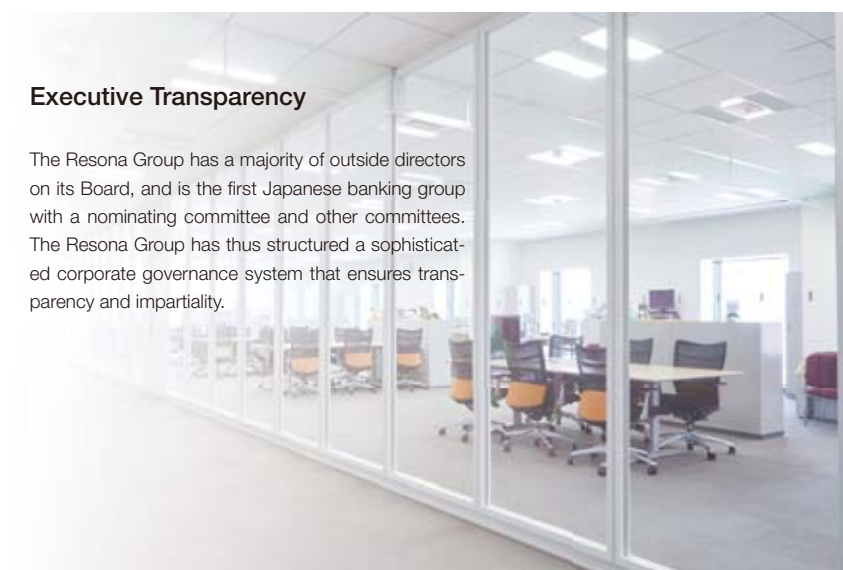 Executive Transparency
The Resona Group has a majority of outside directors
on its Board, and is the first Japanese banking group
with a nominating committee and other committees.
The Resona Group has thus structured a sophisticat-
ed corporate governance system that ensures trans-
parency and impartiality.